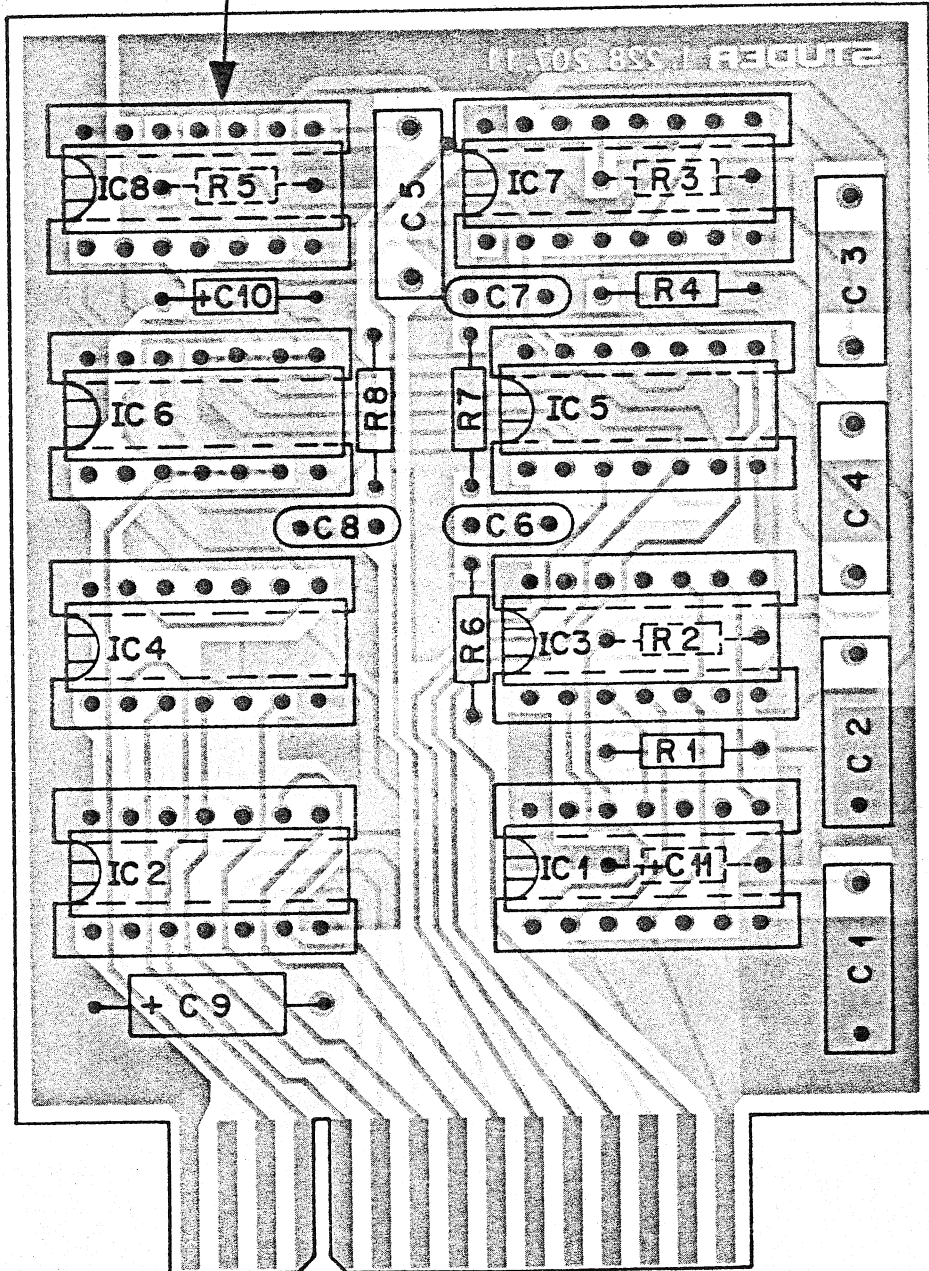 STUDER 1.228.207.11
IC8 R5
C5
IC7 R3
C3
+C10
C7
R4
IC6
R8
R7
IC5
C4
C8
C6
IC4
R6
IC3 R2
C2
R1
IC2
IC1 +C11
C1
+C9